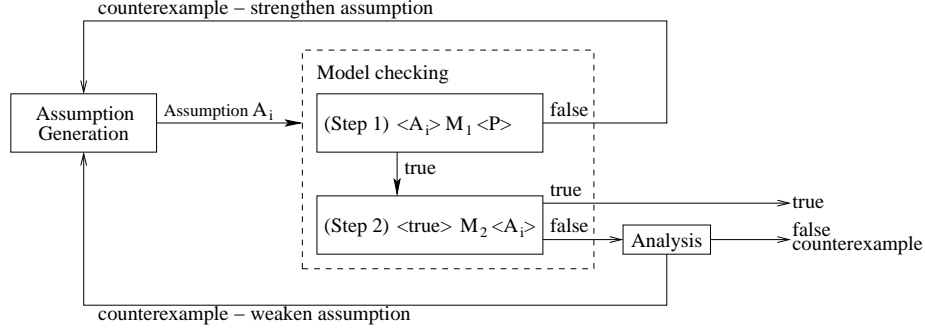 counterexample – strengthen assumption
Model checking
Assumption
Generation
Assumption A_i
(Step 1) <A_i> M_1 <P>
false
true
(Step 2) <true> M_2 <A_i>
true
true
false
Analysis
false
counterexample
counterexample – weaken assumption